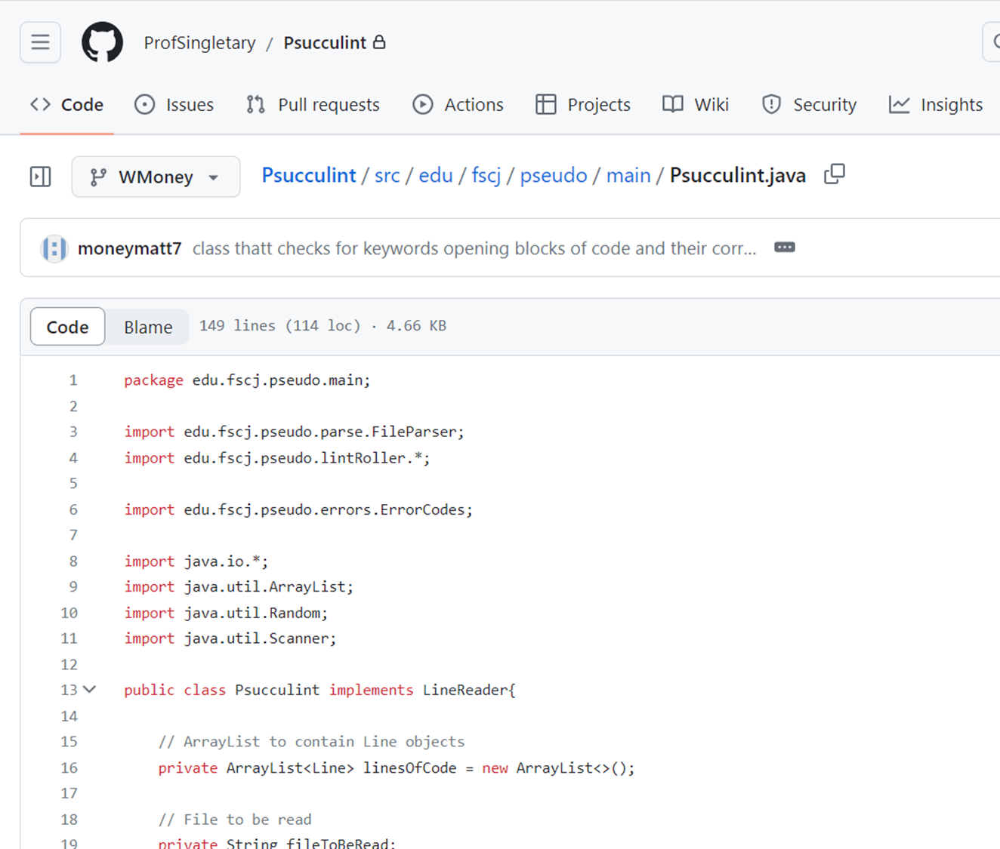 ProfSingletary / Psucculint
Code Issues Pull requests Actions Projects Wiki Security Insights
WMoney Psucculint / src / edu / fscj / pseudo / main / Psucculint.java
moneymatt7 class thatt checks for keywords opening blocks of code and their corr...
Code Blame 149 lines (114 loc) · 4.66 KB
1 package edu.fscj.pseudo.main;
2
3 import edu.fscj.pseudo.parse.FileParser;
4 import edu.fscj.pseudo.lintRoller.*;
5
6 import edu.fscj.pseudo.errors.ErrorCodes;
7
8 import java.io.*;
9 import java.util.ArrayList;
10 import java.util.Random;
11 import java.util.Scanner;
12
13 public class Psucculint implements LineReader{
14
15 // ArrayList to contain Line objects
16 private ArrayList<Line> linesOfCode = new ArrayList<>();
17
18 // File to be read
19 private String fileToBeRead;